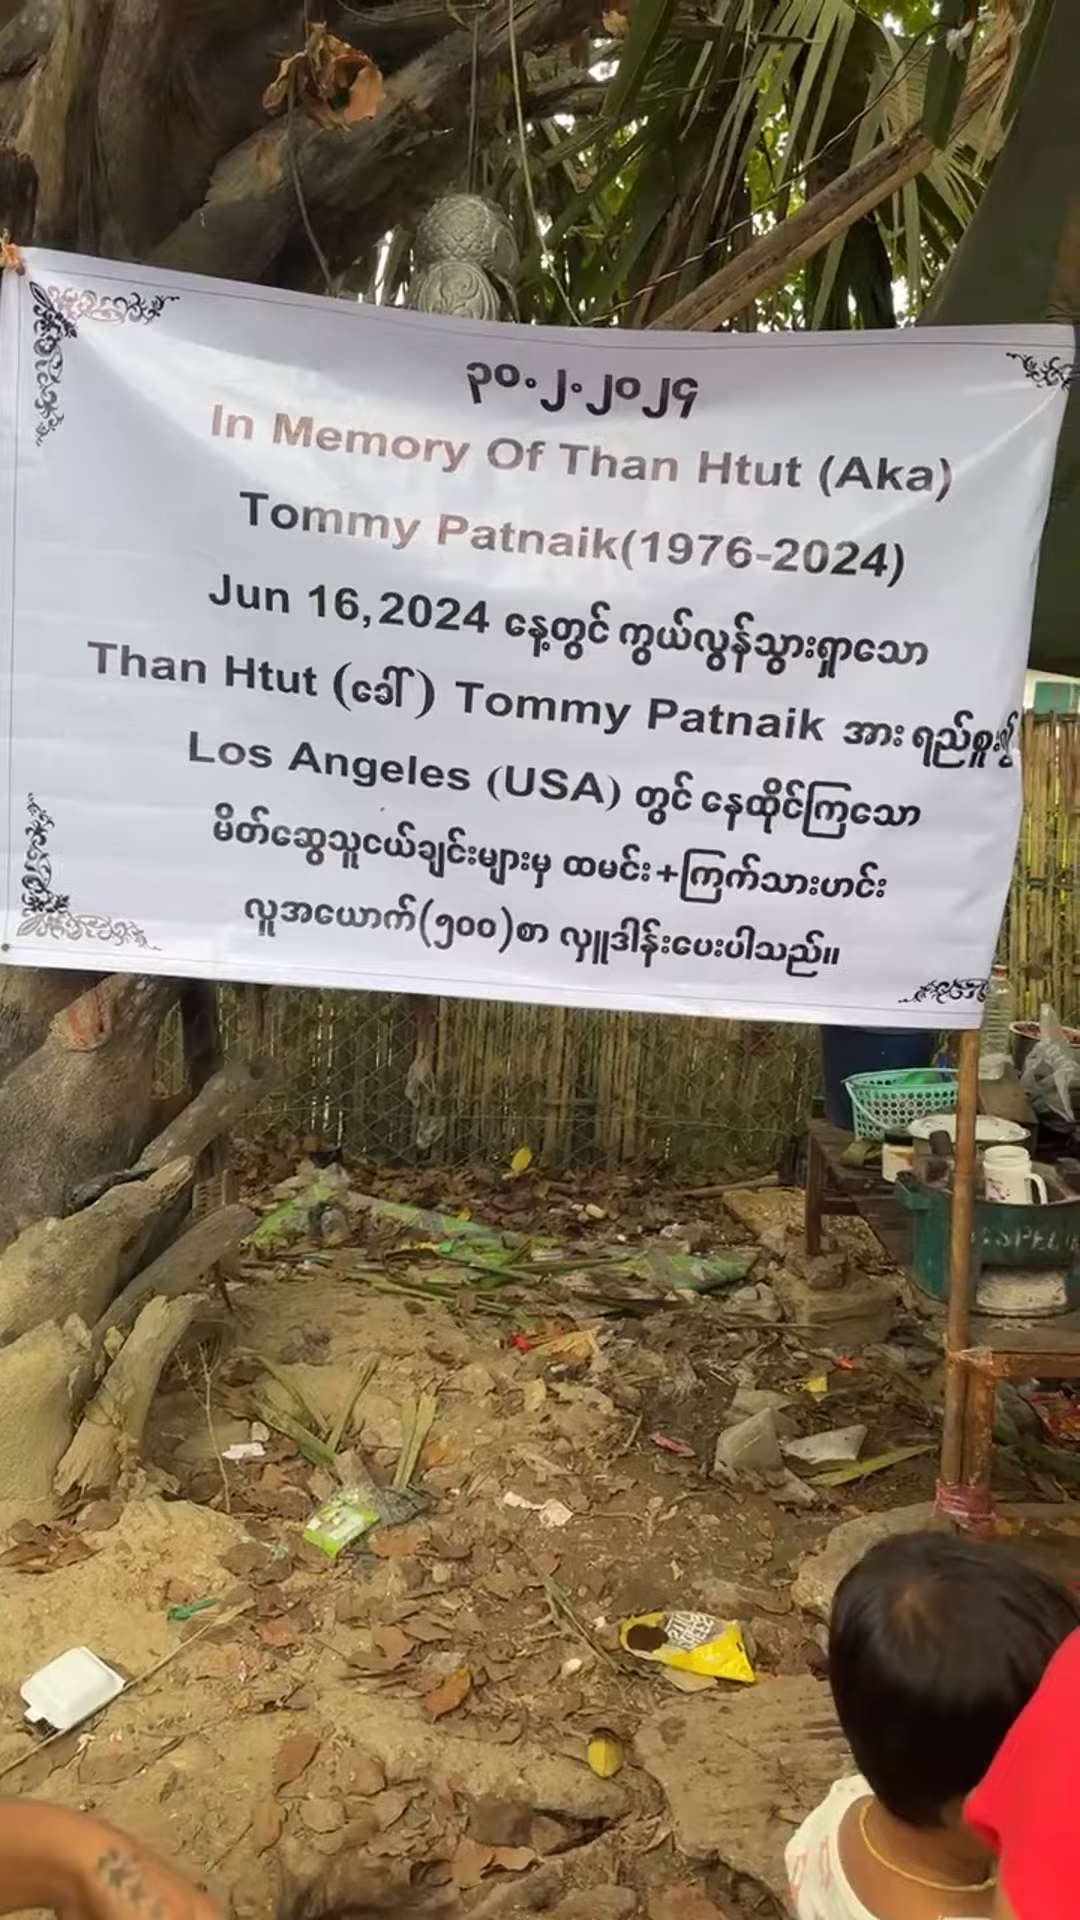 ၃၀.၂.၂၀၂၄
In Memory Of Than Htut (Aka)
Tommy Patnaik(1976-2024)
Jun 16,2024 နေ့တွင် ကွယ်လွန်သွားရှာသော
Than Htut (ခေါ်) Tommy Patnaik အား ရည်စူး၍
Los Angeles (USA) တွင် နေထိုင်ကြသော
မိတ်ဆွေသူငယ်ချင်းများမှ ထမင်း+ကြက်သားဟင်း
လူအယောက်(၅၀၀)စာ လှူဒါန်းပေးပါသည်။